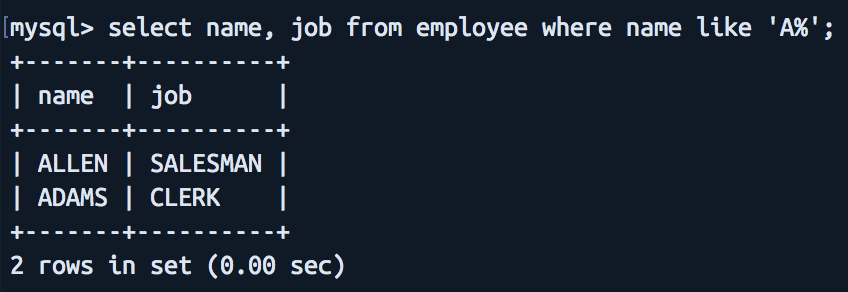 [mysql> select name, job from employee where name like 'A%';
+-------+----------+
| name  | job      |
+-------+----------+
| ALLEN | SALESMAN |
| ADAMS | CLERK    |
+-------+----------+
2 rows in set (0.00 sec)